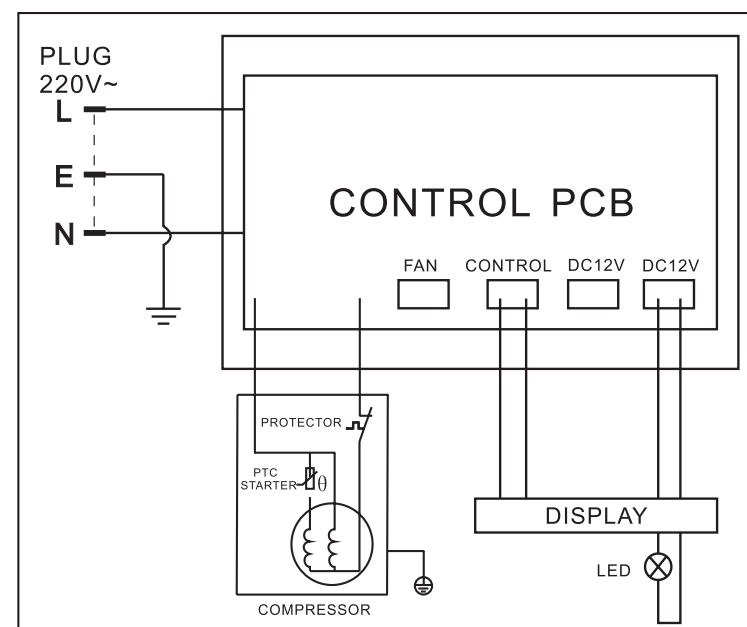 PLUG
220V~
L
E
N
CONTROL PCB
FAN
CONTROL
DC12V
DC12V
PROTECTOR
PTC
STARTER
θ
COMPRESSOR
DISPLAY
LED